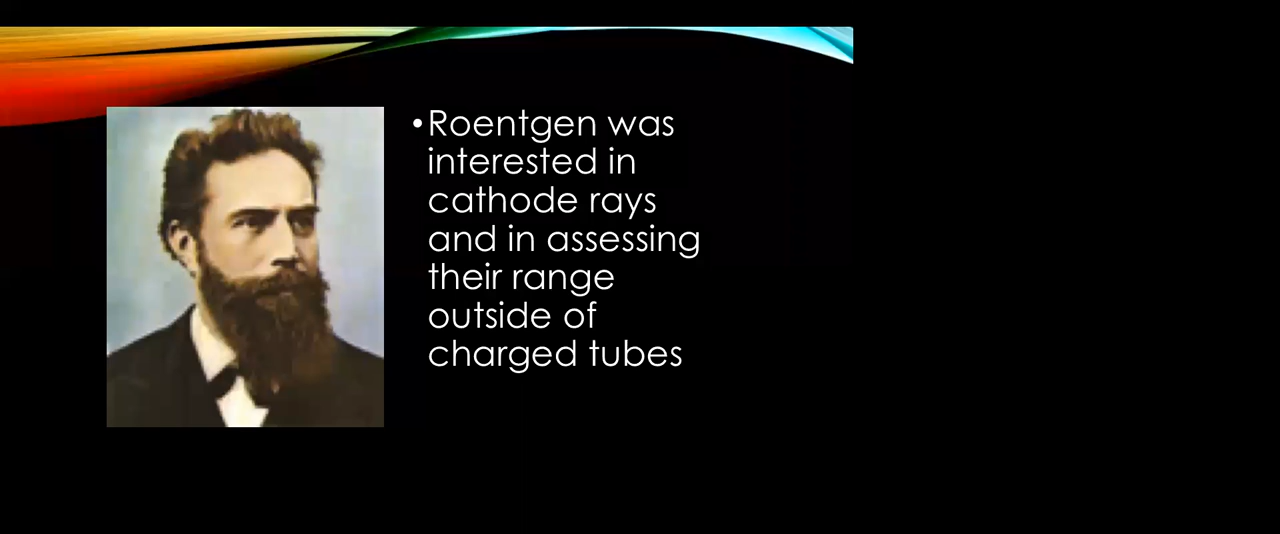 •Roentgen was
interested in
cathode rays
and in assessing
their range
outside of
charged tubes